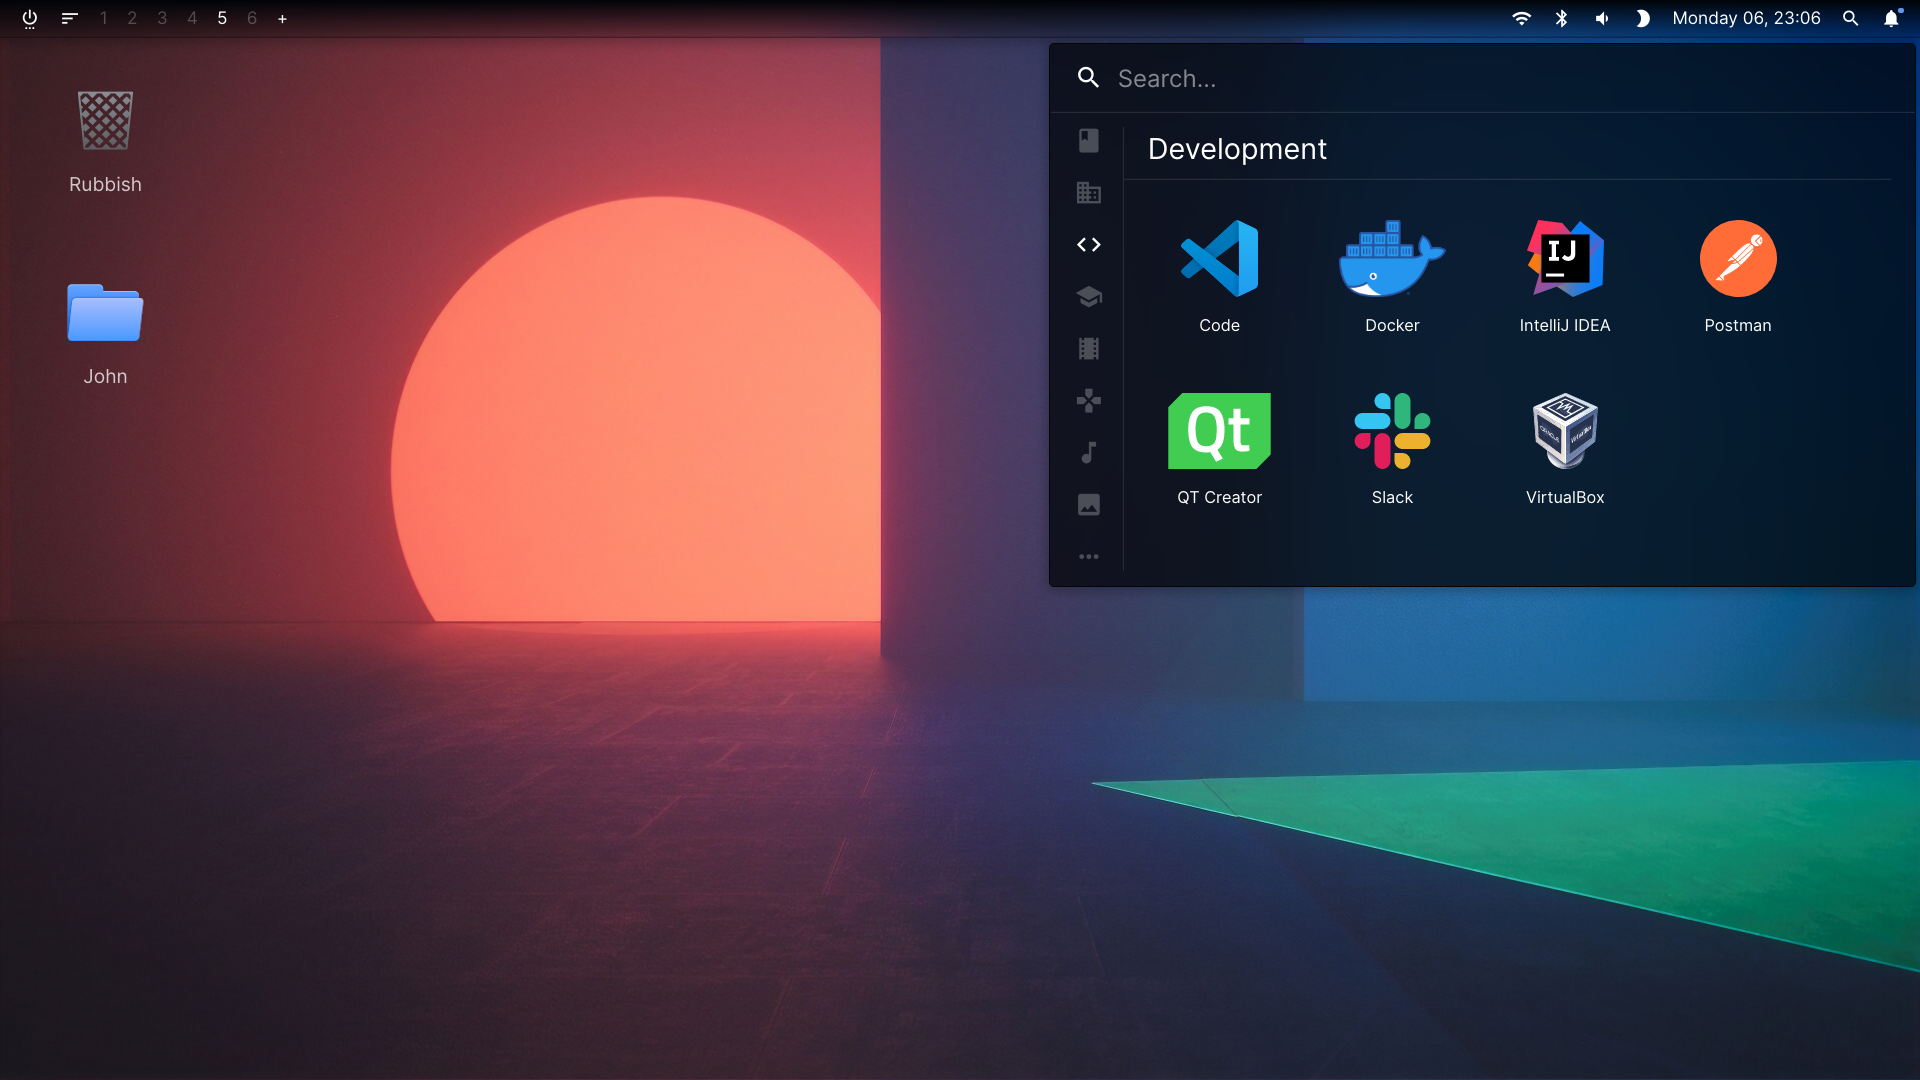 1 2 3 4 5 6 +
Monday 06, 23:06
Rubbish
John
Search...
Development
Code
Docker
IJ
IntelliJ IDEA
Postman
Qt
QT Creator
Slack
VirtualBox